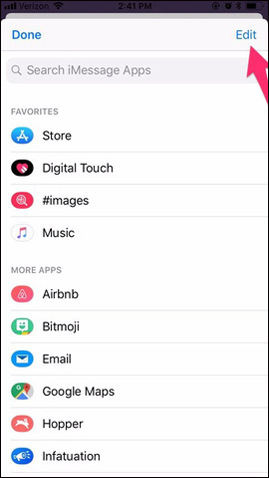 Verizon 2:41 PM
Done Edit
Search iMessage Apps
FAVORITES
Store
Digital Touch
#images
Music
MORE APPS
Airbnb
Bitmoji
Email
Google Maps
Hopper
Infatuation